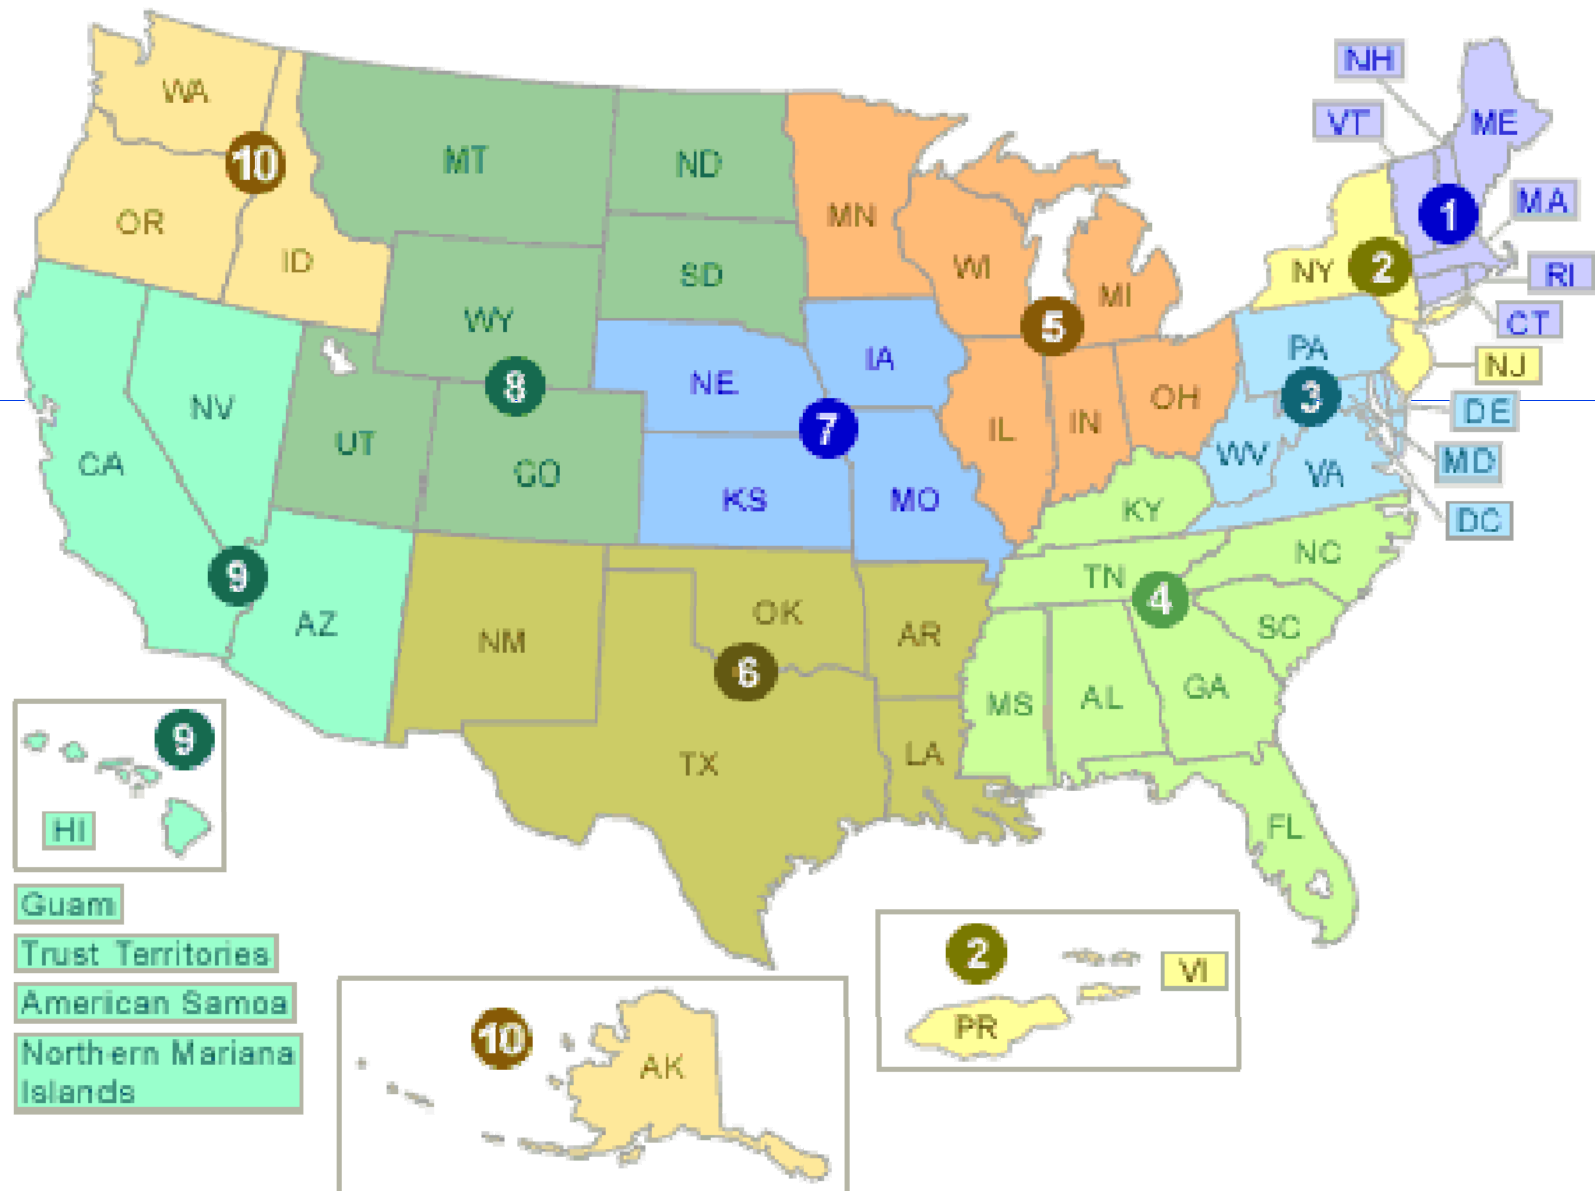 NH
WA
VT
ME
10
MT
ND
MA
OR
MN
1
ID
SD
WI
NY
2
RI
MI
WY
5
CT
IA
PA
NJ
8
NE
3
NV
7
OH
DE
UT
IL
IN
CA
CO
WV
MD
KS
MO
VA
KY
DC
9
NC
TN
4
AZ
OK
NM
AR
SC
6
GA
MS
AL
9
TX
LA
HI
FL
Guam
2
Trust Territories
VI
American Samoa
10
PR
Northern Mariana
Islands
AK